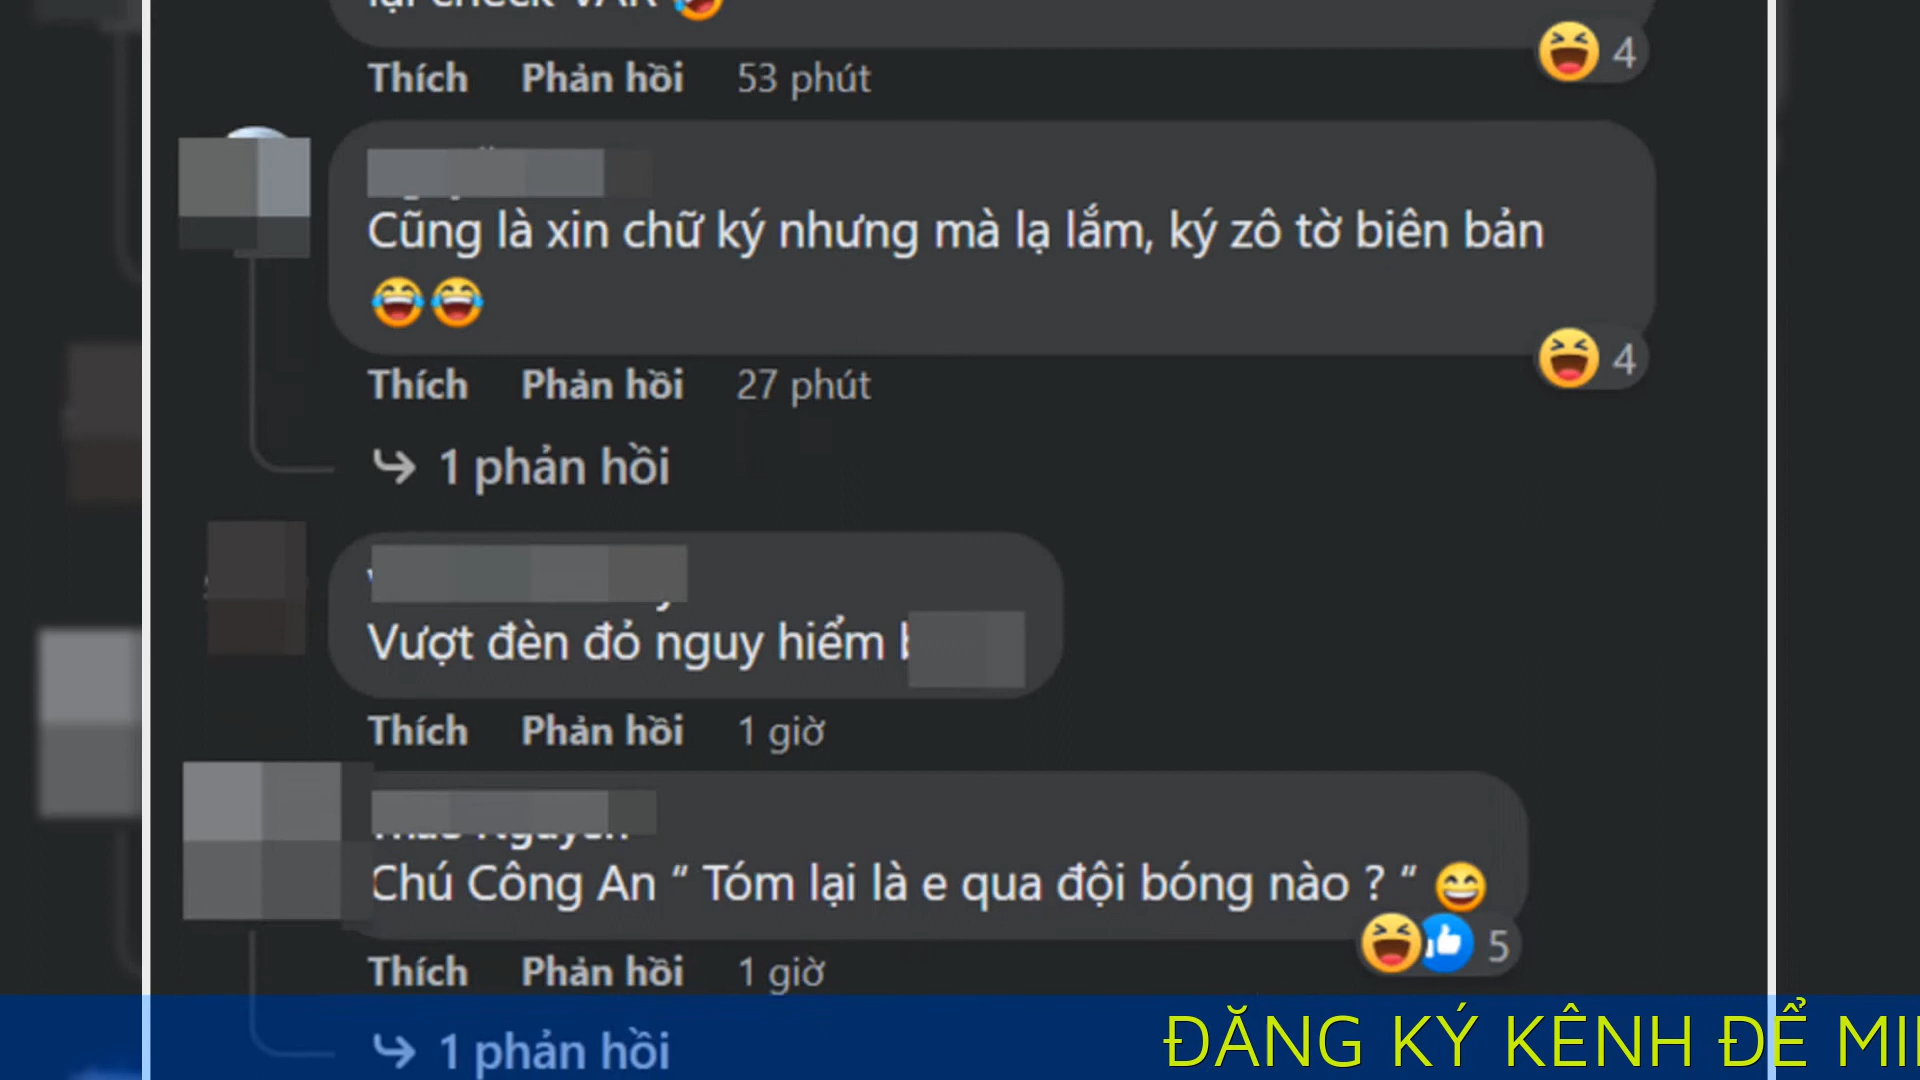 lại check VAR
4
Thích Phản hồi 53 phút
Cũng là xin chữ ký nhưng mà lạ lắm, ký zô tờ biên bản
4
Thích Phản hồi 27 phút
1 phản hồi
Vượt đèn đỏ nguy hiểm
Thích Phản hồi 1 giờ
Chú Công An “ Tóm lại là e qua đội bóng nào ? “
5
Thích Phản hồi 1 giờ
1 phản hồi
ĐĂNG KÝ KÊNH ĐỂ